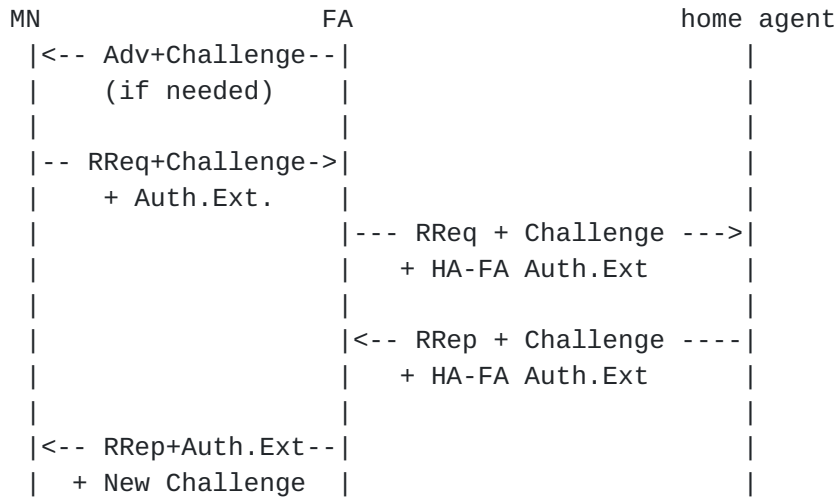 MN                  FA                     home agent
 |<-- Adv+Challenge--|                         |
 |    (if needed)    |                         |
 |                   |                         |
 |-- RReq+Challenge->|                         |
 |    + Auth.Ext.    |                         |
 |                   |--- RReq + Challenge --->|
 |                   |   + HA-FA Auth.Ext      |
 |                   |                         |
 |                   |<-- RRep + Challenge ----|
 |                   |   + HA-FA Auth.Ext      |
 |                   |                         |
 |<-- RRep+Auth.Ext--|                         |
 |  + New Challenge  |                         |